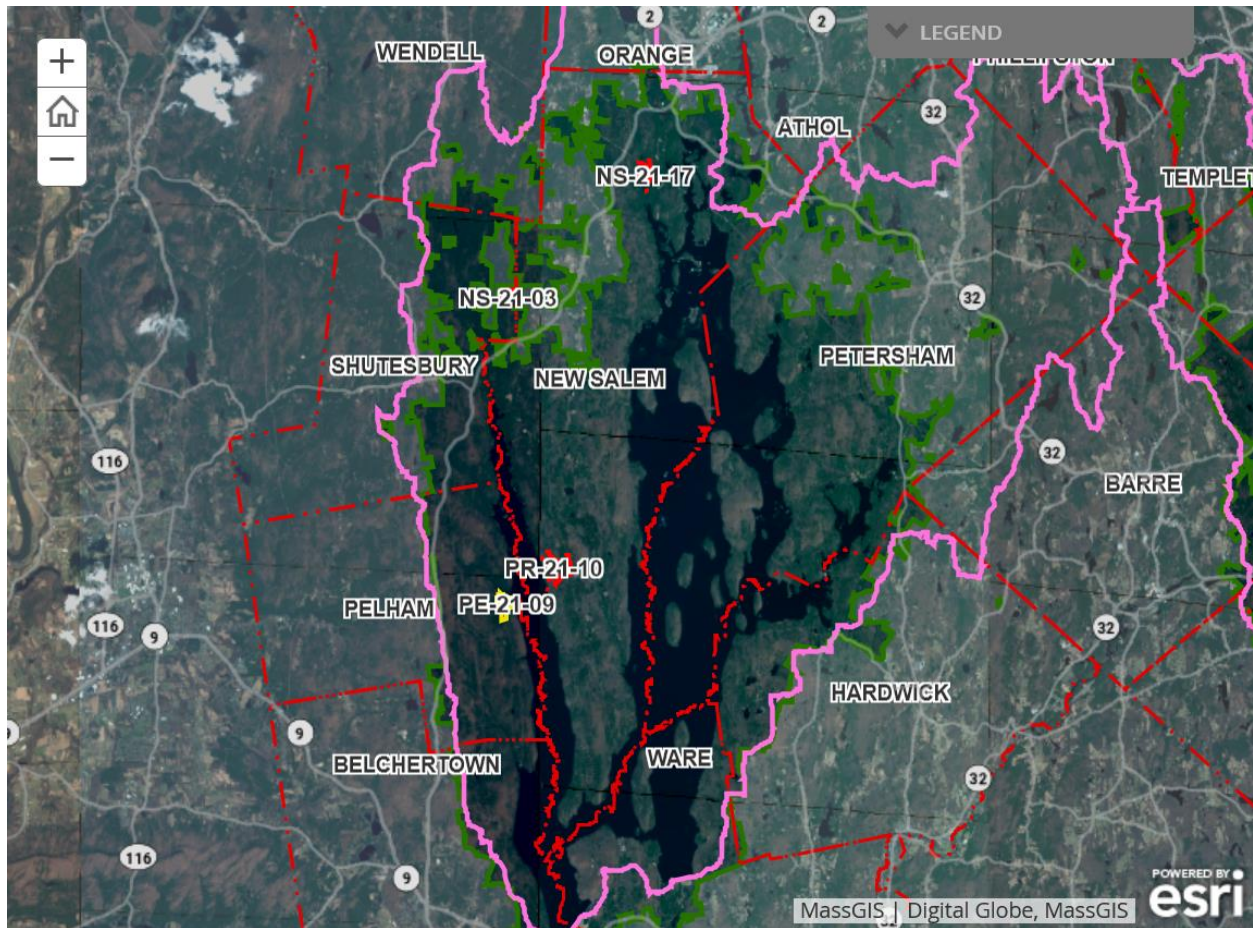 2
2
LEGEND
WENDELL
ORANGE
32
ATHOL
NS-21-17
NS-21-03
32
SHUTESBURY
NEW SALEM
PETERSHAM
116
32
BARRE
PR-21-10
PELHAM
PE-21-09
116
9
32
HARDWICK
9
9
BELCHERTOWN
WARE
32
116
9
32
MassGIS | Digital Globe, MassGIS
POWERED BY
esri